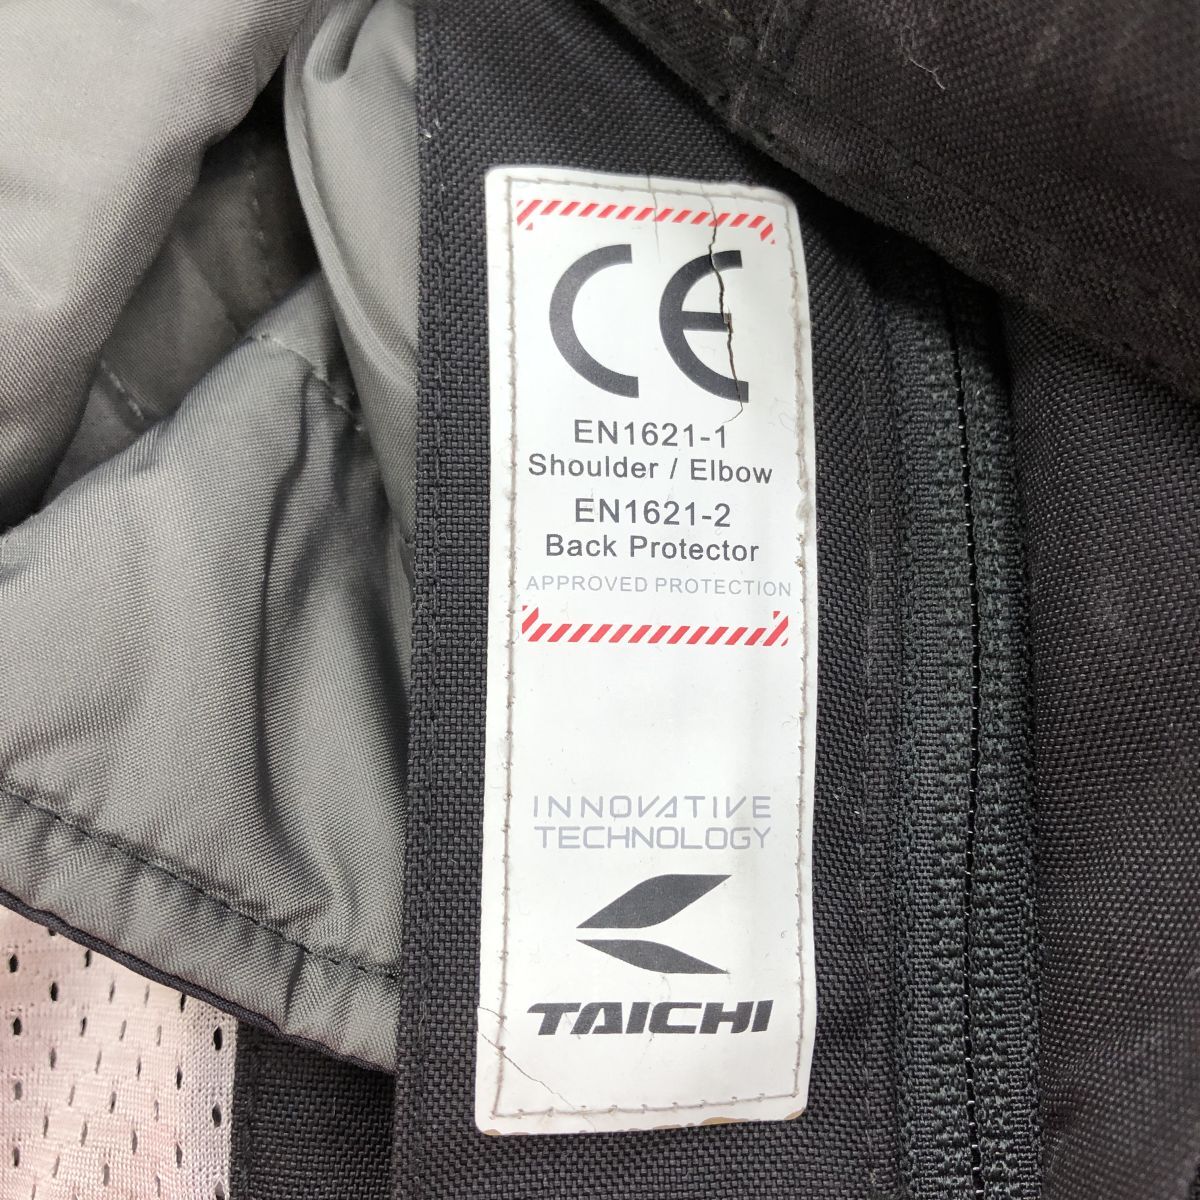 CE
EN1621-1
Shoulder / Elbow
EN1621-2
Back Protector
APPROVED PROTECTION
INNOVATIVE
TECHNOLOGY
TAICHI